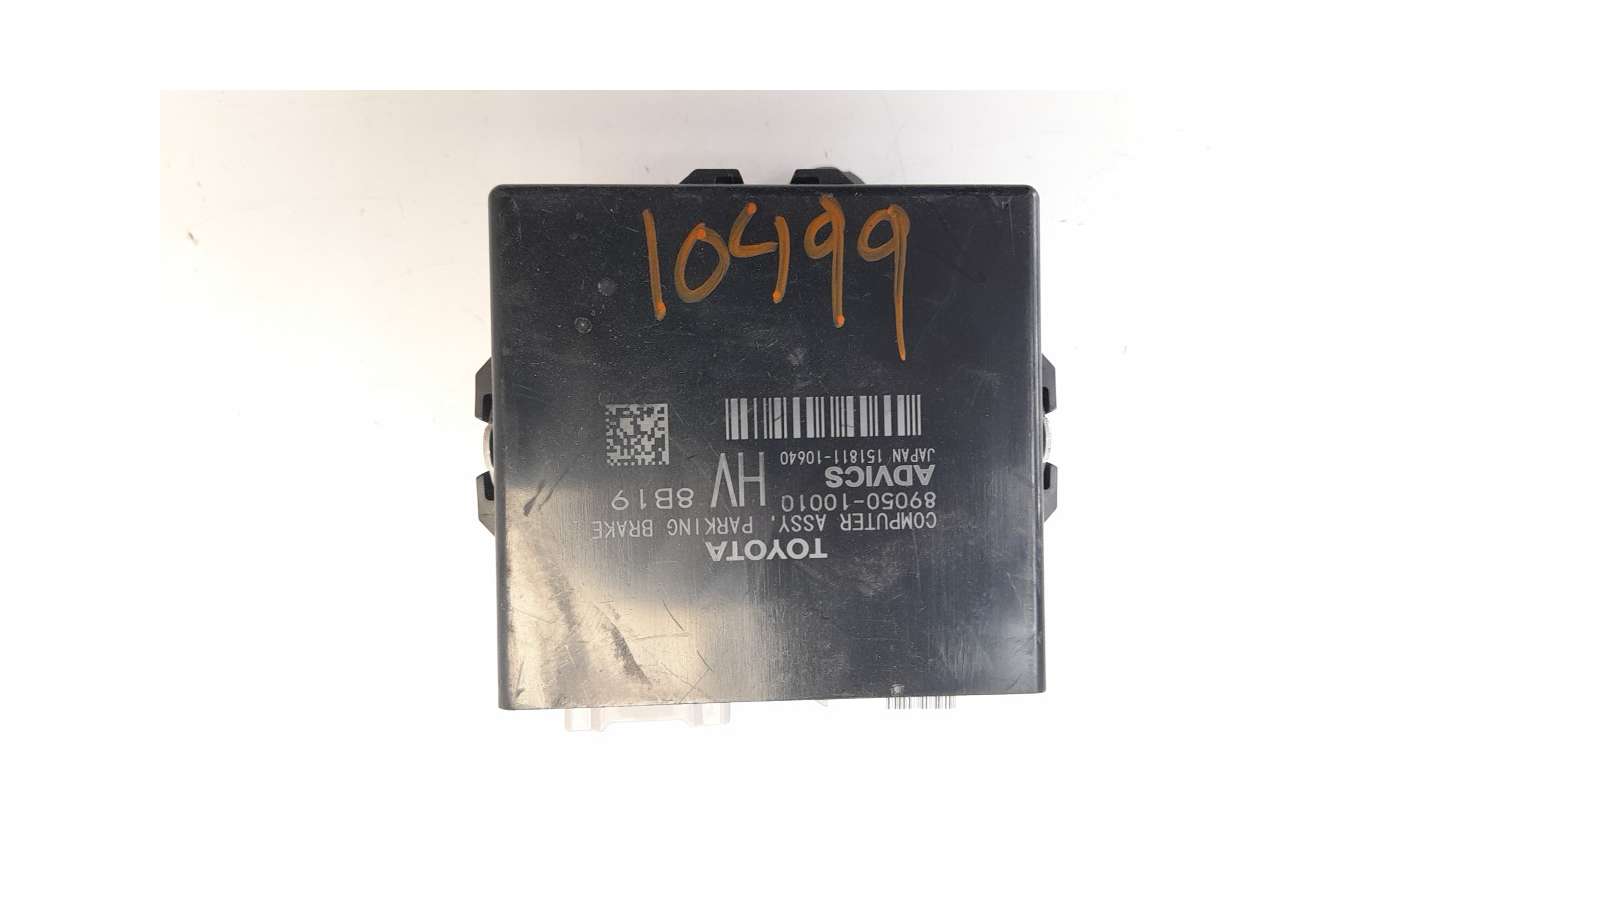 10499
TOYOTA
COMPUTER ASSY, PARKING BRAKE
89050-10010 8B19
ADVICS HV
JAPAN 151811-10640